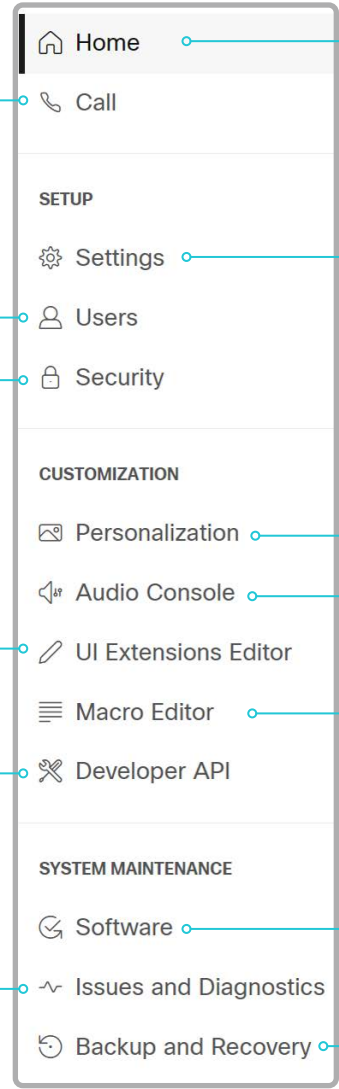 Home
Call
SETUP
Settings
Users
Security
CUSTOMIZATION
Personalization
Audio Console
UI Extensions Editor
Macro Editor
Developer API
SYSTEM MAINTENANCE
Software
Issues and Diagnostics
Backup and Recovery